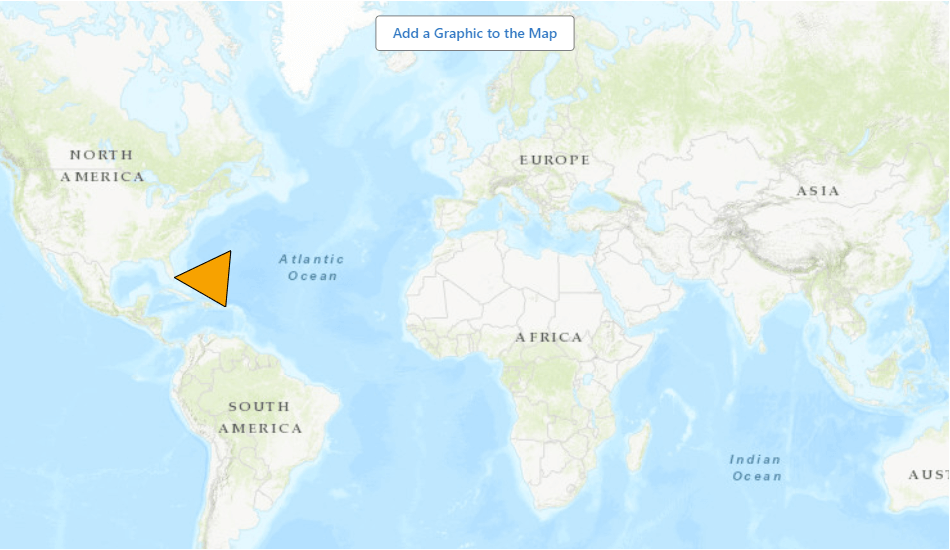 Add a Graphic to the Map
NORTH
AMERICA
EUROPE
ASIA
Atlantic
Ocean
AFRICA
SOUTH
AMERICA
Indian
Ocean
AUST